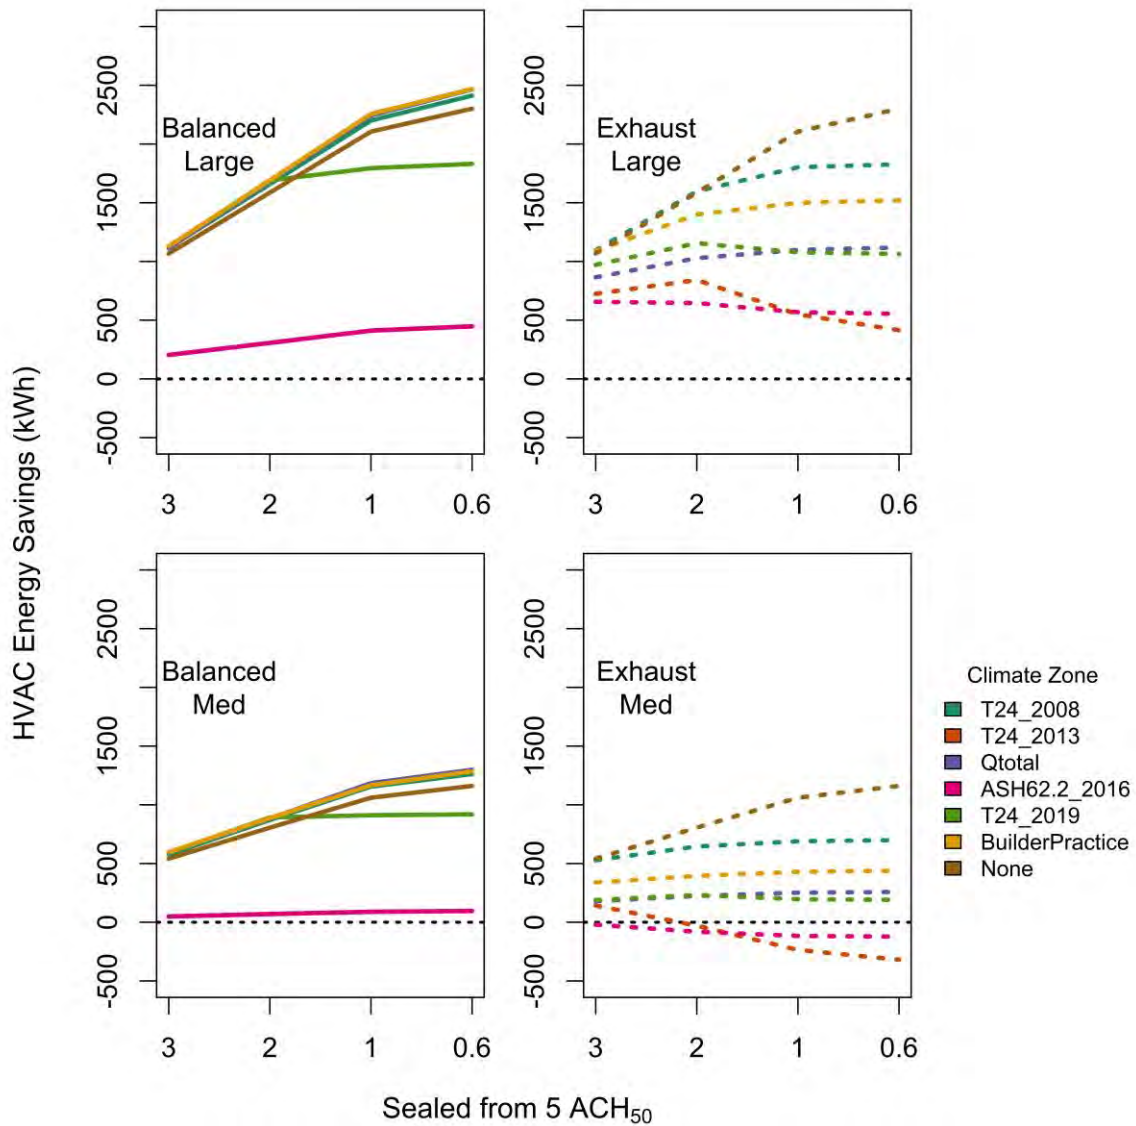 HVAC Energy Savings (kWh)
2500
1500
500
0
-500
Balanced
Large
3 2 1 0.6
2500
1500
500
0
-500
Exhaust
Large
3 2 1 0.6
2500
1500
500
0
-500
Balanced
Med
3 2 1 0.6
2500
1500
500
0
-500
Exhaust
Med
3 2 1 0.6
Climate Zone
T24_2008
T24_2013
Qtotal
ASH62.2_2016
T24_2019
BuilderPractice
None
Sealed from 5 ACH₅₀